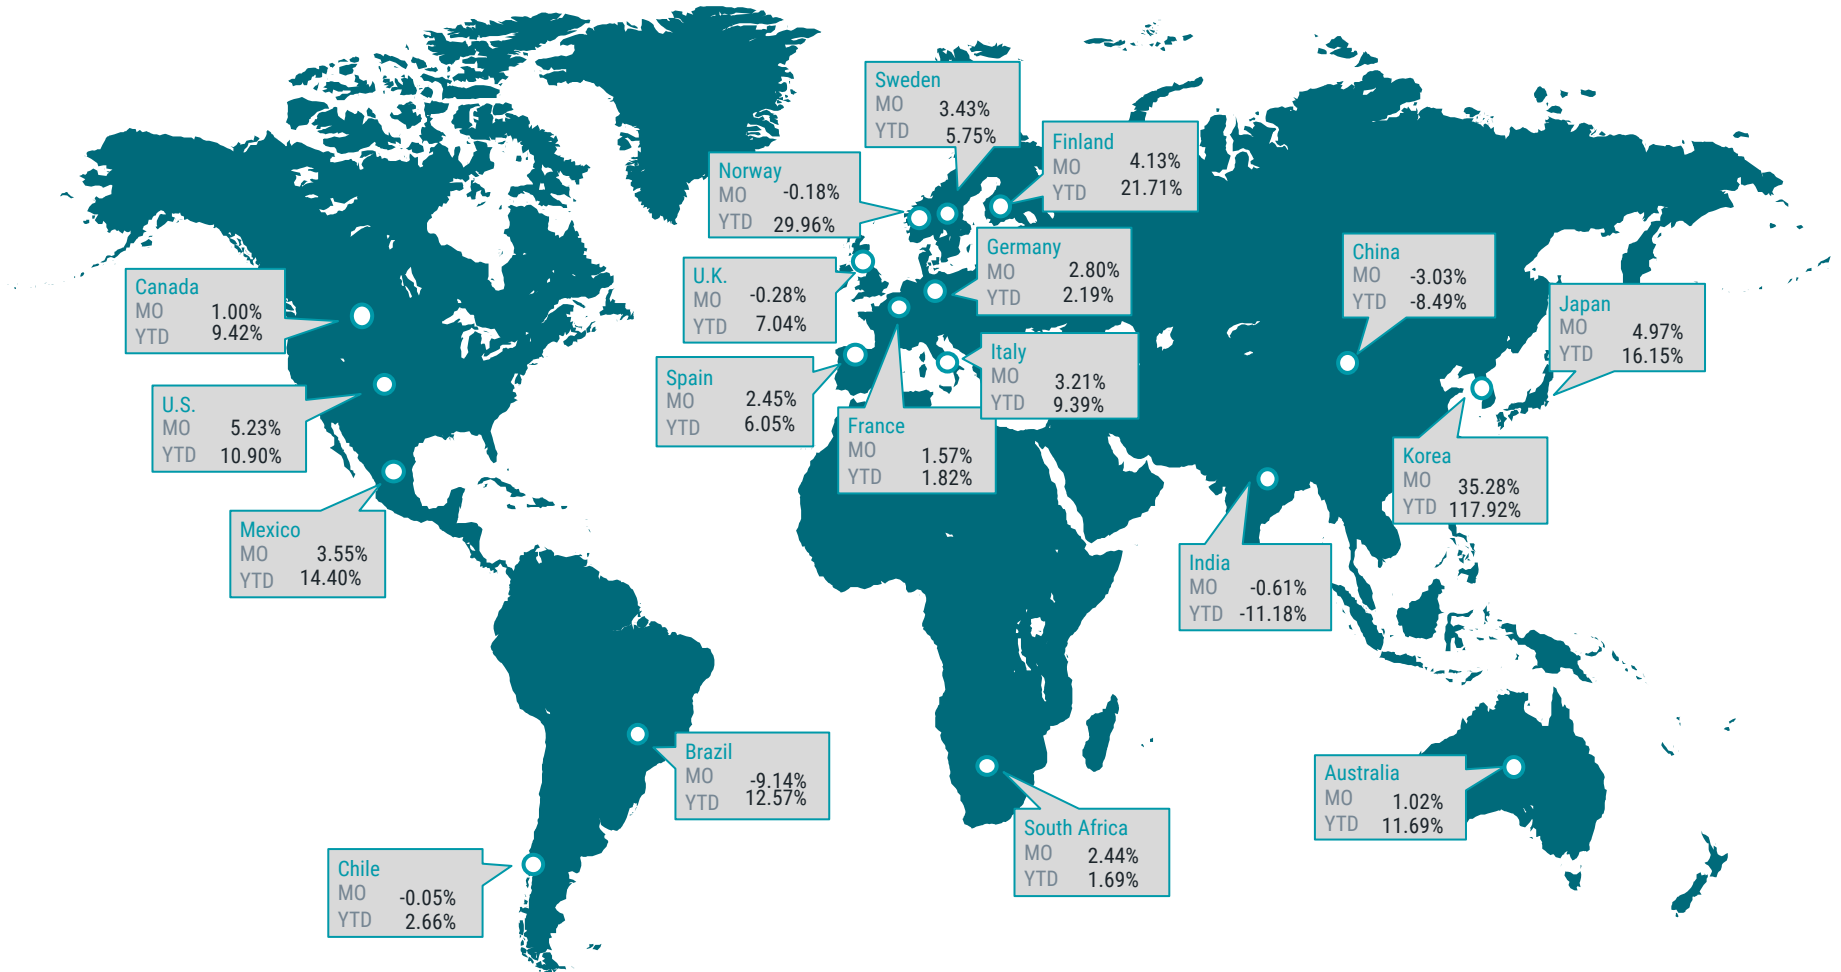 Sweden
MO 3.43%
YTD 5.75%
Finland
MO 4.13%
YTD 21.71%
Norway
MO -0.18%
YTD 29.96%
Germany
MO 2.80%
YTD 2.19%
U.K.
MO -0.28%
YTD 7.04%
China
MO -3.03%
YTD -8.49%
Canada
MO 1.00%
YTD 9.42%
Japan
MO 4.97%
YTD 16.15%
Italy
MO 3.21%
YTD 9.39%
Spain
MO 2.45%
YTD 6.05%
U.S.
MO 5.23%
YTD 10.90%
France
MO 1.57%
YTD 1.82%
Korea
MO 35.28%
YTD 117.92%
Mexico
MO 3.55%
YTD 14.40%
India
MO -0.61%
YTD -11.18%
Brazil
MO -9.14%
YTD 12.57%
Australia
MO 1.02%
YTD 11.69%
South Africa
MO 2.44%
YTD 1.69%
Chile
MO -0.05%
YTD 2.66%